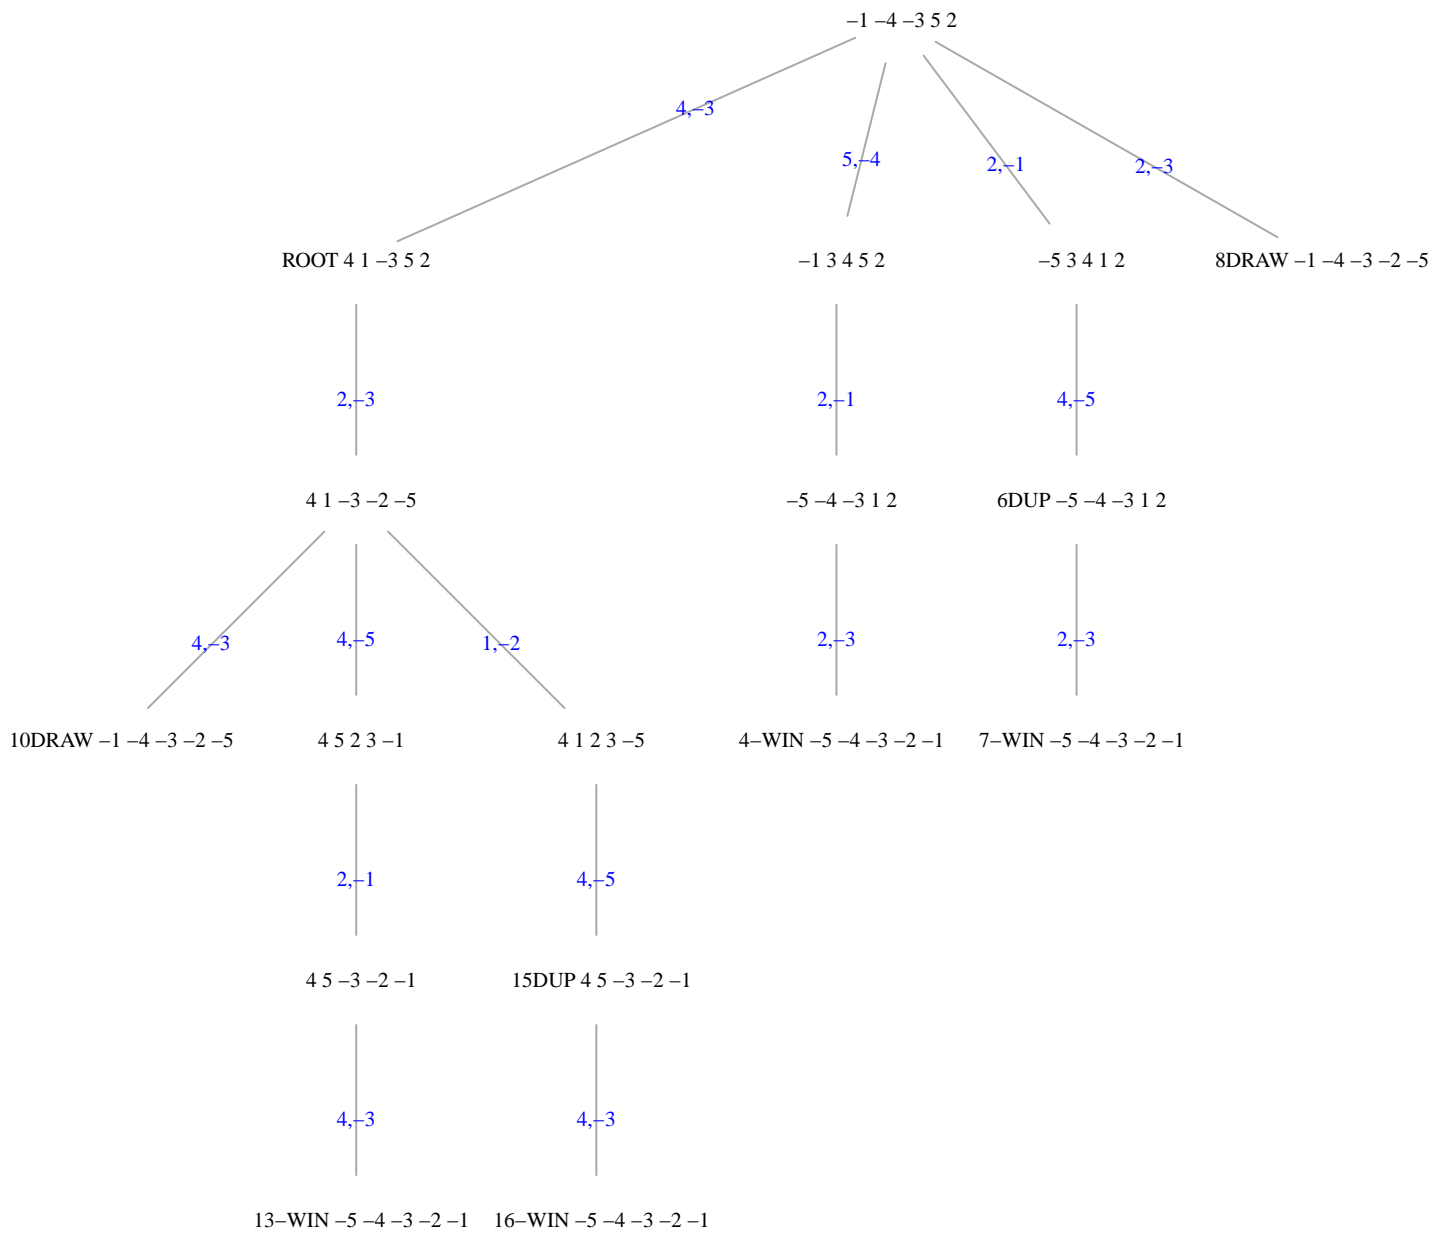 –1 –4 –3 5 2
4,–3
5,–4
2,–1
2,–3
ROOT 4 1 –3 5 2
–1 3 4 5 2
–5 3 4 1 2
8DRAW –1 –4 –3 –2 –5
2,–3
2,–1
4,–5
4 1 –3 –2 –5
–5 –4 –3 1 2
6DUP –5 –4 –3 1 2
4,–3
4,–5
1,–2
2,–3
2,–3
10DRAW –1 –4 –3 –2 –5
4 5 2 3 –1
4 1 2 3 –5
4–WIN –5 –4 –3 –2 –1
7–WIN –5 –4 –3 –2 –1
2,–1
4,–5
4 5 –3 –2 –1
15DUP 4 5 –3 –2 –1
4,–3
4,–3
13–WIN –5 –4 –3 –2 –1
16–WIN –5 –4 –3 –2 –1